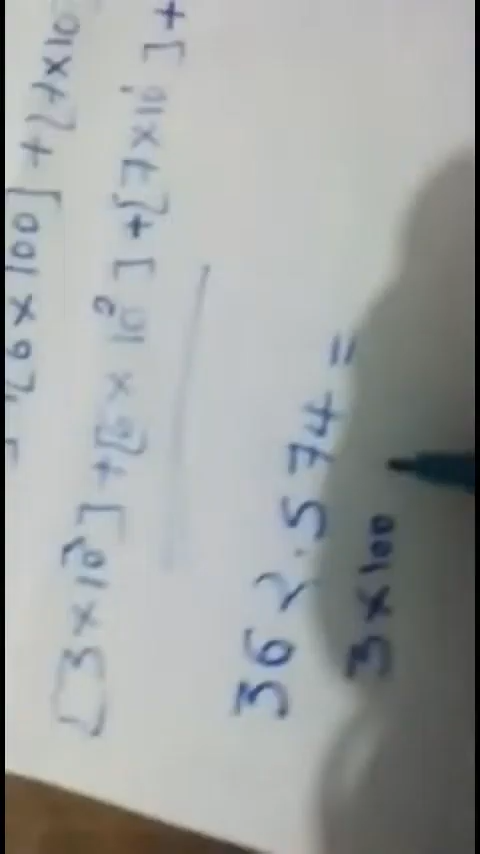 [6×100] + [7×10
[3×10³] + [6×10²] + [7×10¹] +
362.574 =
3×100